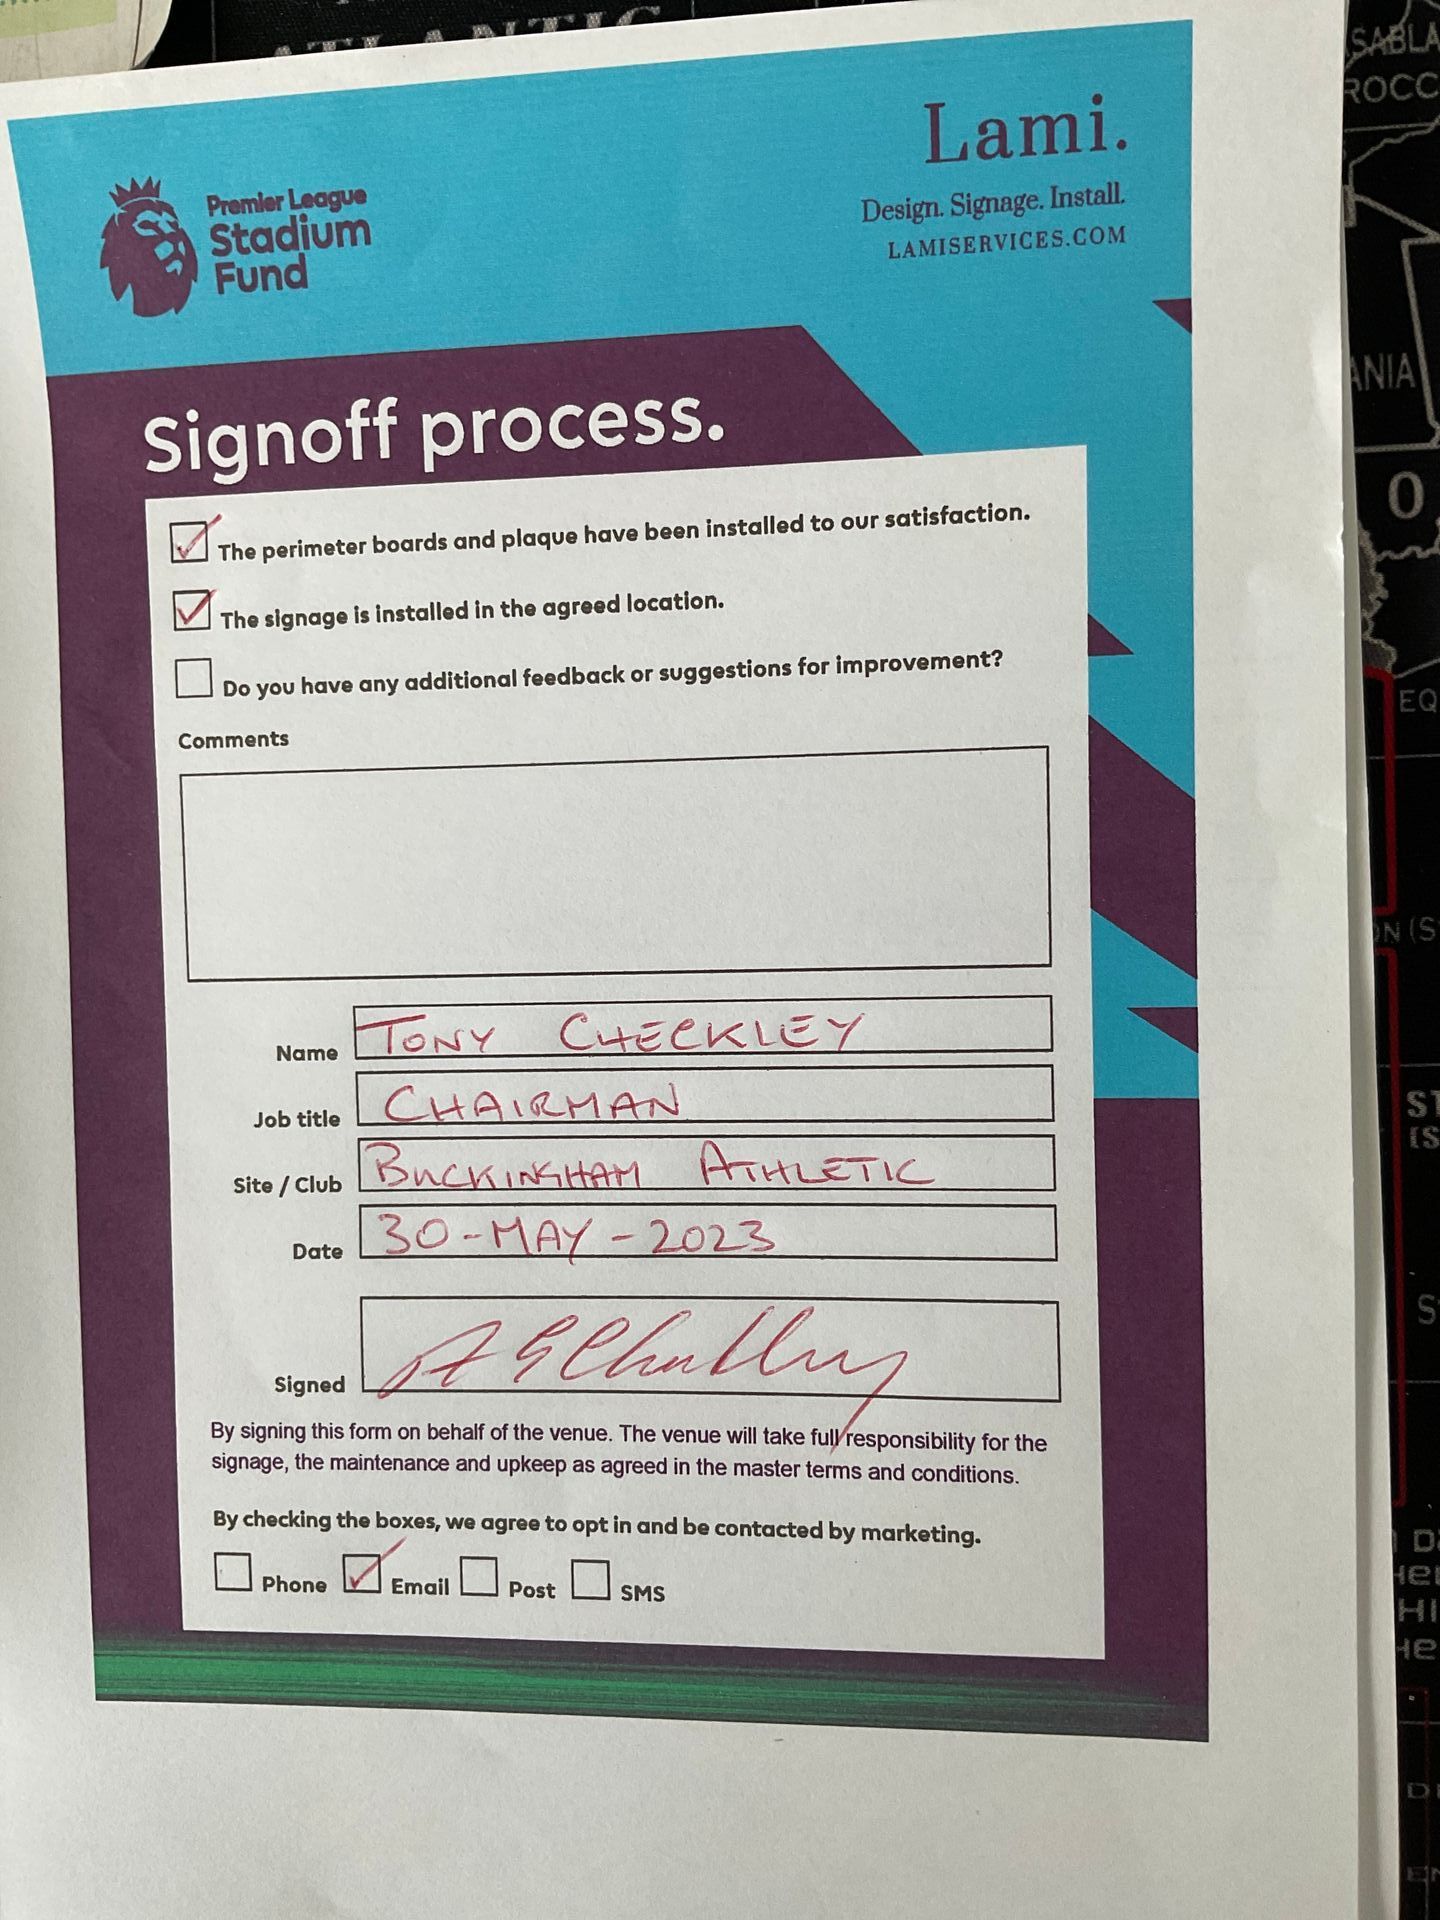 ATLANTIC
Lami.
Design. Signage. Install.
LAMISERVICES.COM
Premier League
Stadium
Fund
Signoff process.
The perimeter boards and plaque have been installed to our satisfaction.
The signage is installed in the agreed location.
Do you have any additional feedback or suggestions for improvement?
Comments
Name TONY CHECKLEY
Job title CHAIRMAN
Site / Club BUCKINGHAM ATHLETIC
Date 30-MAY-2023
Signed
By signing this form on behalf of the venue. The venue will take full responsibility for the
signage, the maintenance and upkeep as agreed in the master terms and conditions.
By checking the boxes, we agree to opt in and be contacted by marketing.
Phone Email Post SMS